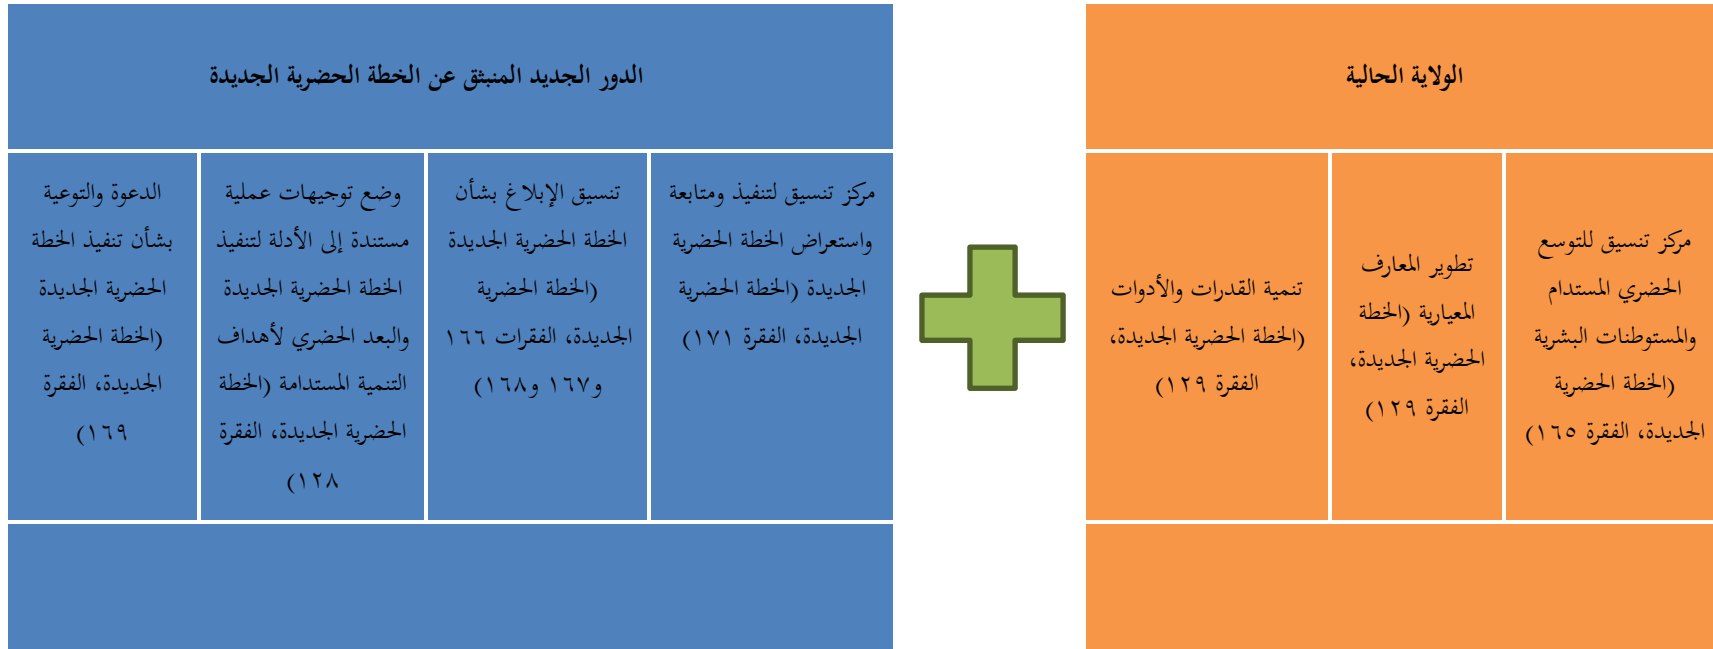 الولاية الحالية
مركز تنسيق للتوسع
الحضري المستدام
والمستوطنات البشرية
(الخطة الحضرية
الجديدة، الفقرة ١٦٥)
تطوير المعارف
المعيارية (الخطة
الحضرية الجديدة،
الفقرة ١٢٩)
تنمية القدرات والأدوات
(الخطة الحضرية الجديدة،
الفقرة ١٢٩)
الدور الجديد المنبثق عن الخطة الحضرية الجديدة
مركز تنسيق لتنفيذ ومتابعة
واستعراض الخطة الحضرية
الجديدة (الخطة الحضرية
الجديدة، الفقرة ١٧١)
تنسيق الإبلاغ بشأن
الخطة الحضرية الجديدة
(الخطة الحضرية
الجديدة، الفقرات ١٦٦
و١٦٧ و١٦٨)
وضع توجيهات عملية
مستندة إلى الأدلة لتنفيذ
الخطة الحضرية الجديدة
والبعد الحضري لأهداف
التنمية المستدامة (الخطة
الحضرية الجديدة، الفقرة
١٢٨)
الدعوة والتوعية
بشأن تنفيذ الخطة
الحضرية الجديدة
(الخطة الحضرية
الجديدة، الفقرة
١٦٩)